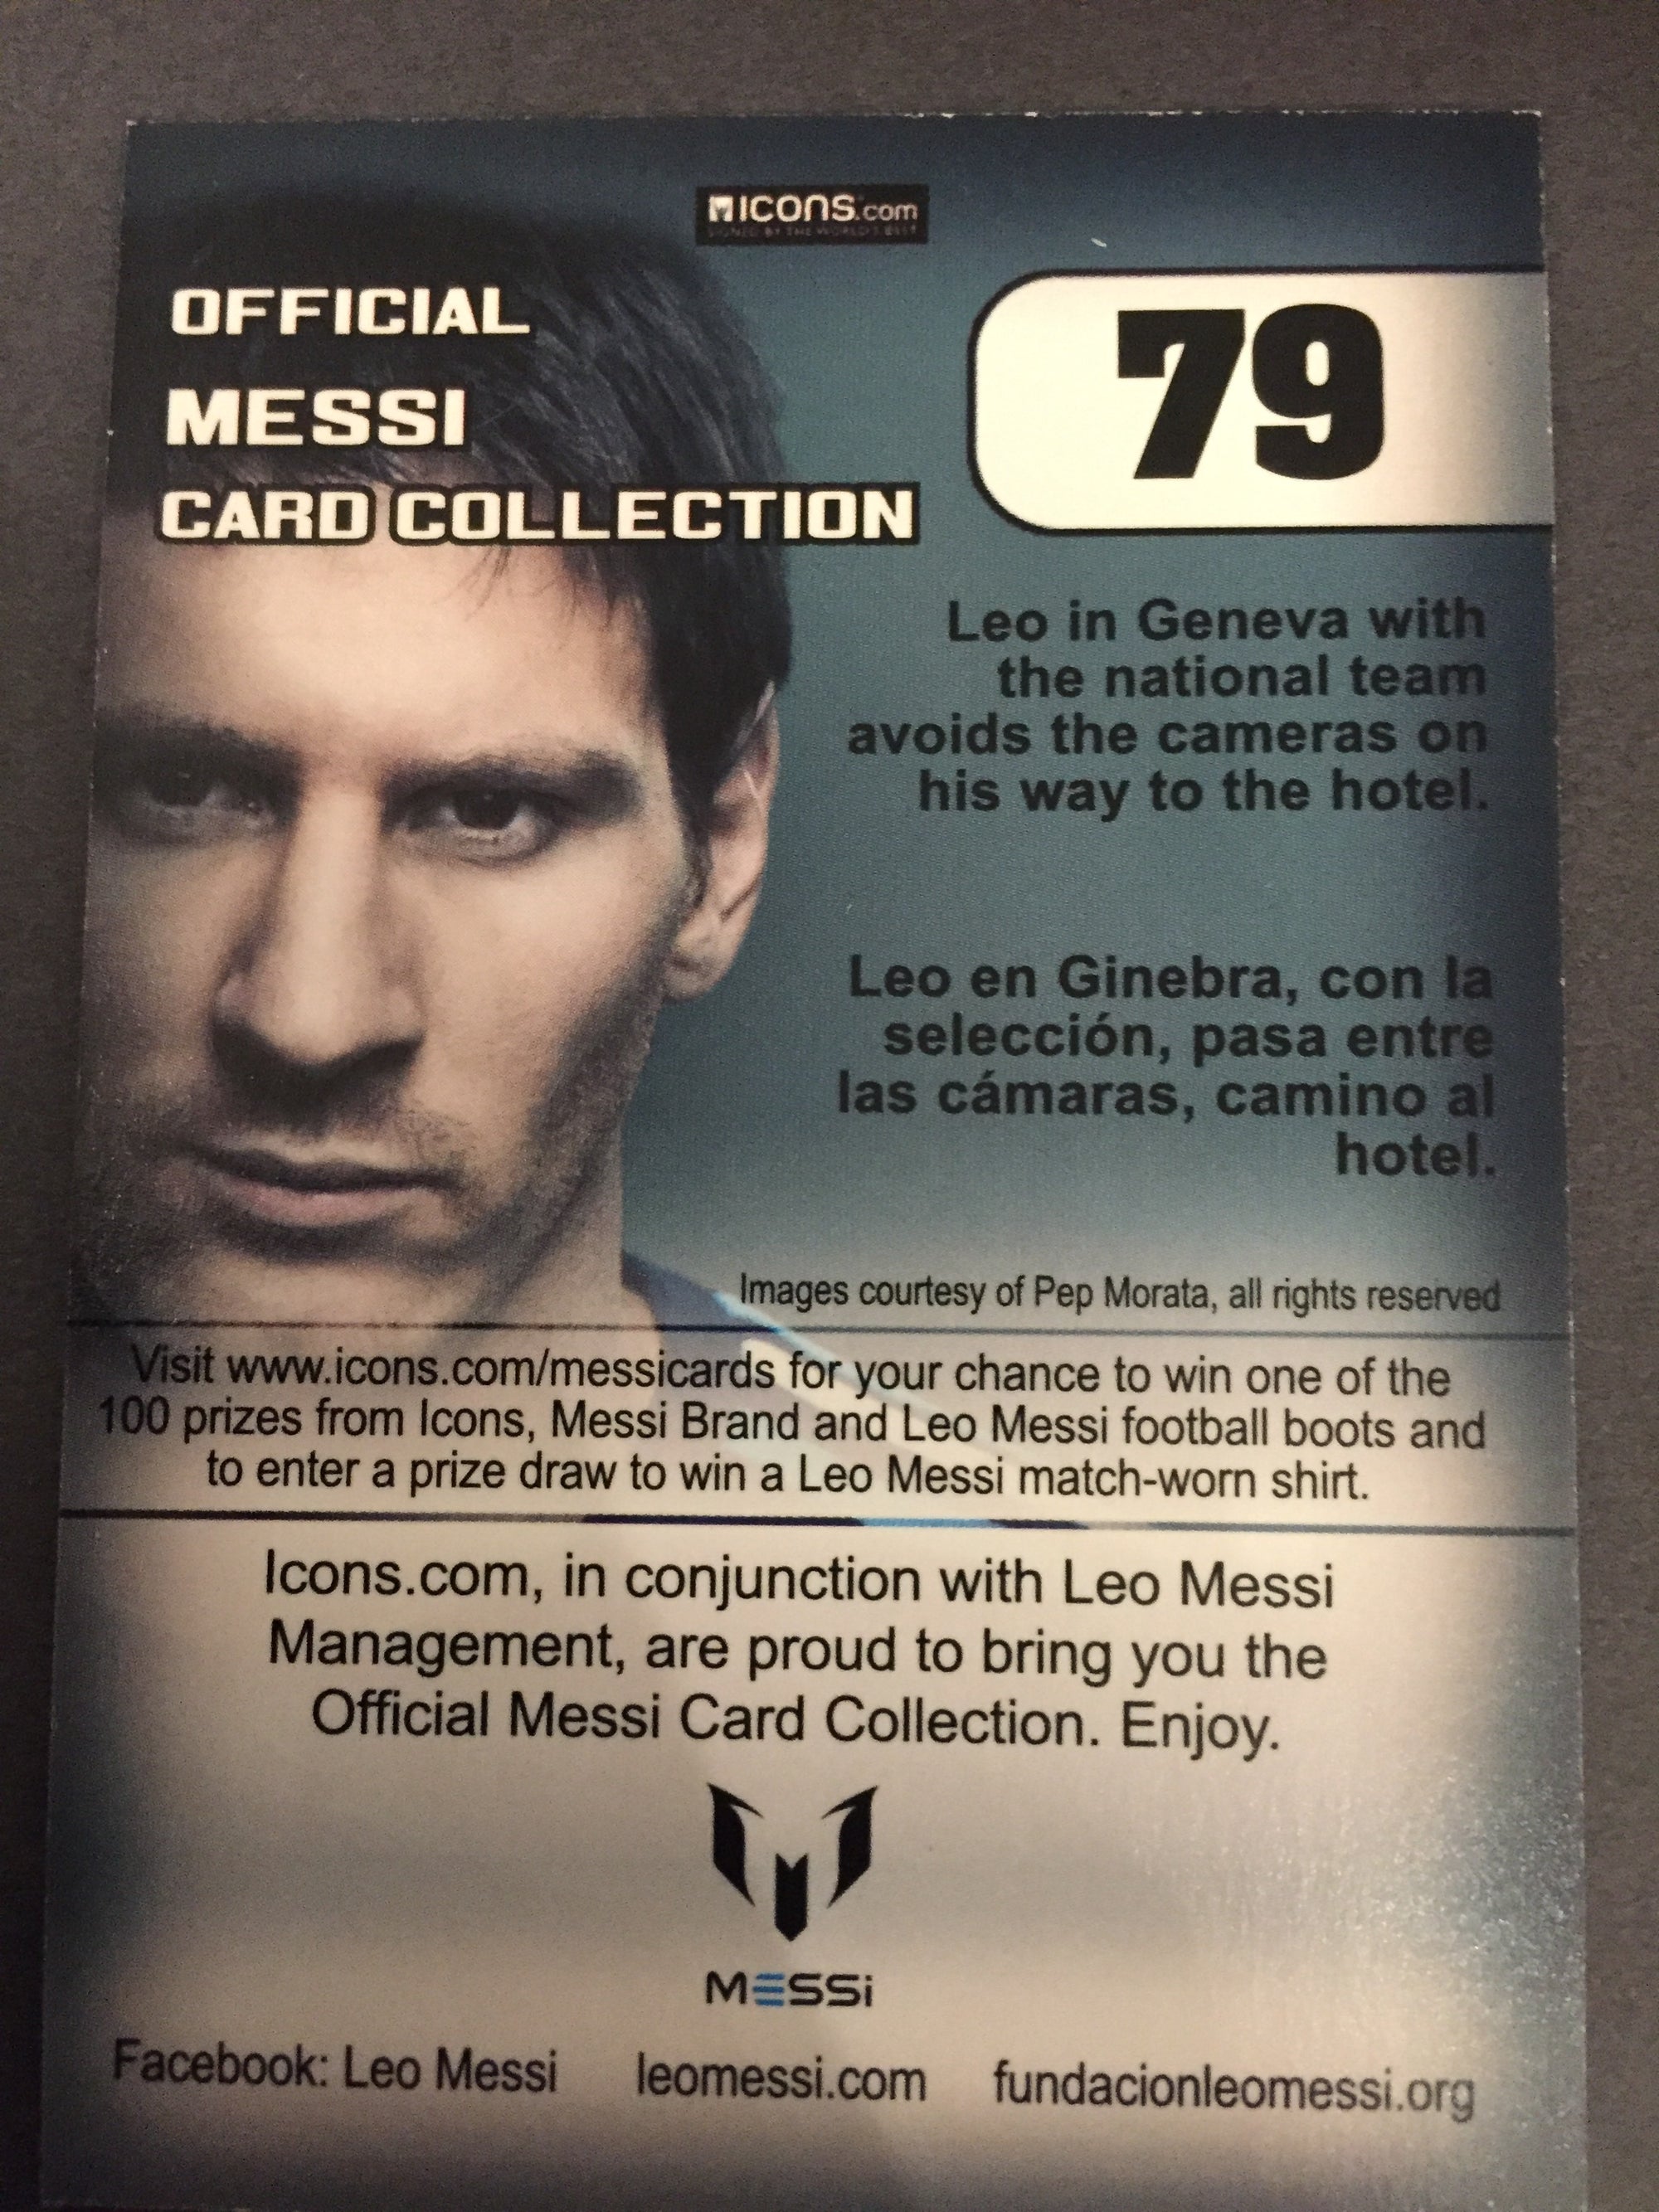 ICONS.com
SIGNED BY THE WORLD'S BEST
OFFICIAL
MESSI
CARD COLLECTION
79
Leo in Geneva with
the national team
avoids the cameras on
his way to the hotel.
Leo en Ginebra, con la
selección, pasa entre
las cámaras, camino al
hotel.
Images courtesy of Pep Morata, all rights reserved
Visit www.icons.com/messicards for your chance to win one of the
100 prizes from Icons, Messi Brand and Leo Messi football boots and
to enter a prize draw to win a Leo Messi match-worn shirt.
Icons.com, in conjunction with Leo Messi
Management, are proud to bring you the
Official Messi Card Collection. Enjoy.
MESSi
Facebook: Leo Messi leomessi.com fundacionleomessi.org